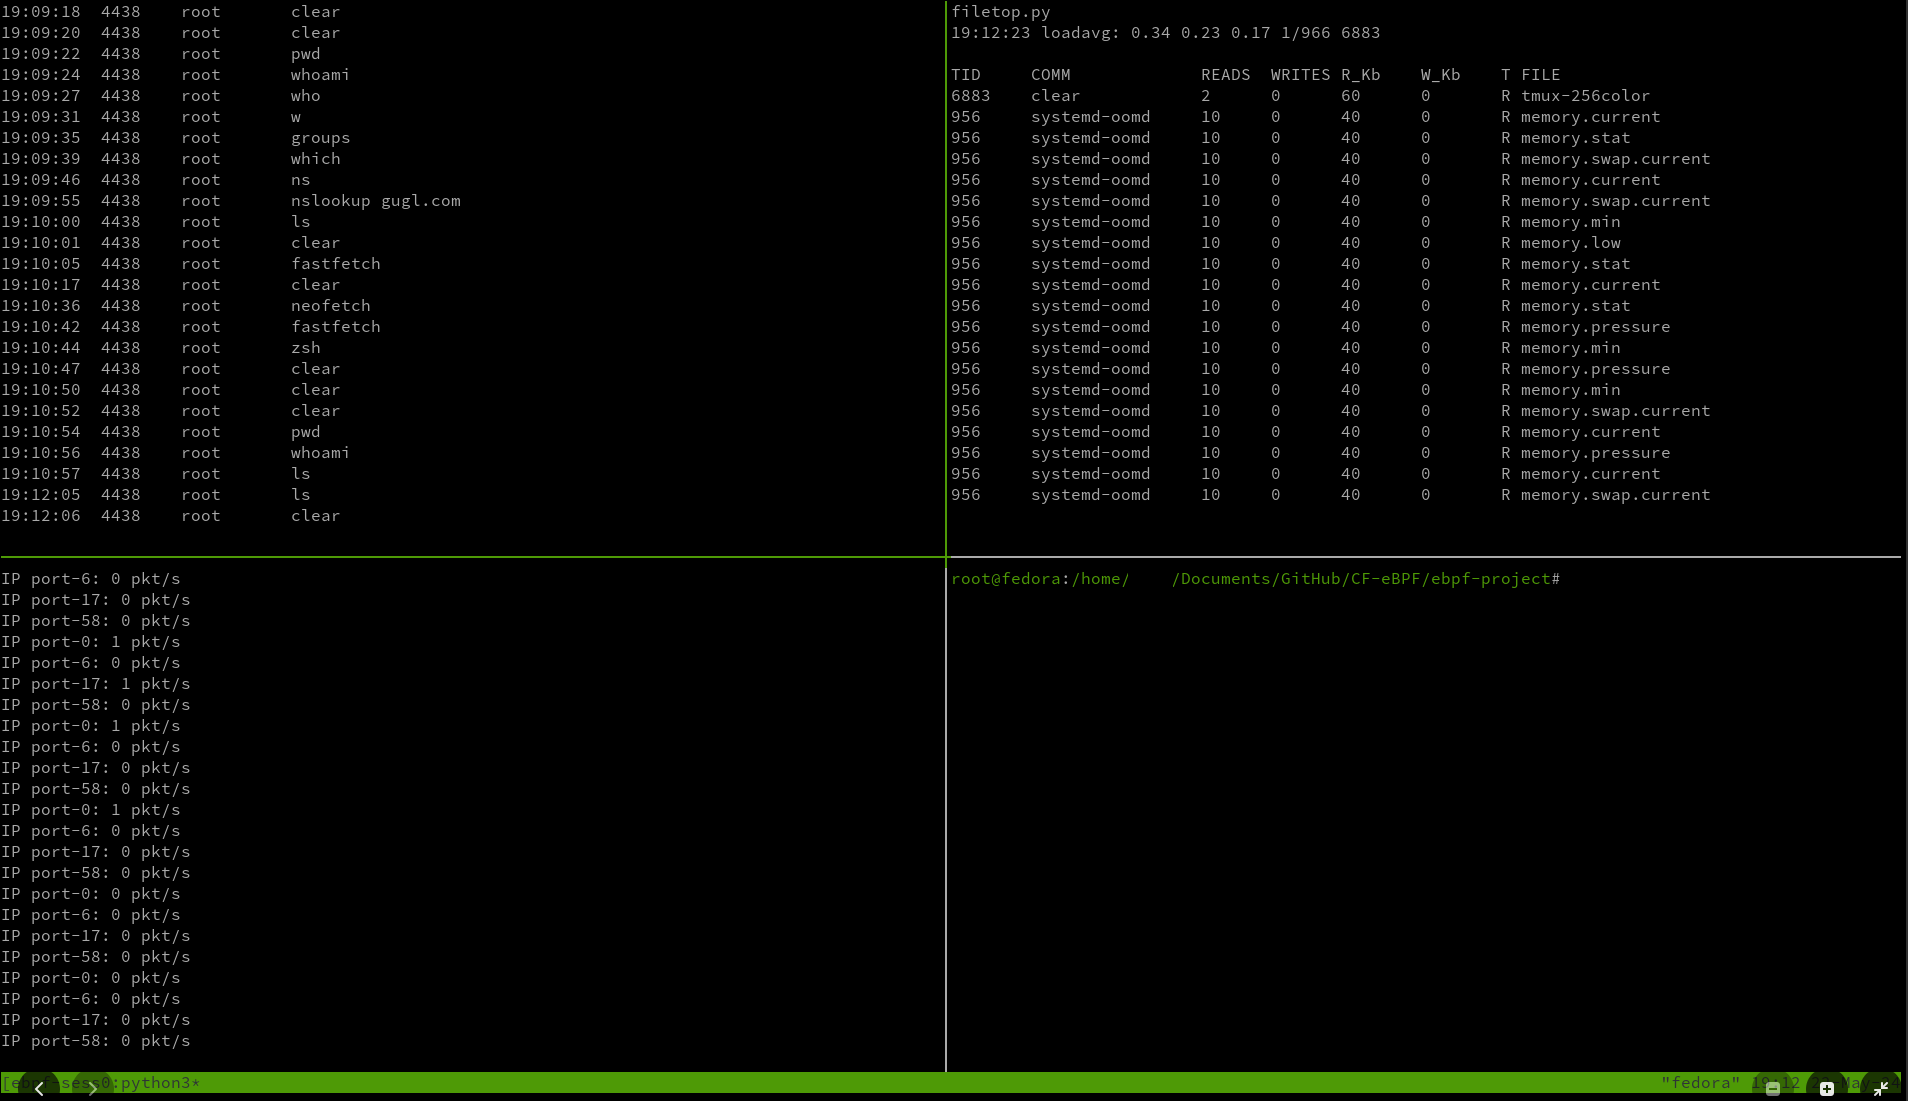 19:09:18 4438 root clear
19:09:20 4438 root clear
19:09:22 4438 root pwd
19:09:24 4438 root whoami
19:09:27 4438 root who
19:09:31 4438 root w
19:09:35 4438 root groups
19:09:39 4438 root which
19:09:46 4438 root ns
19:09:55 4438 root nslookup gugl.com
19:10:00 4438 root ls
19:10:01 4438 root clear
19:10:05 4438 root fastfetch
19:10:17 4438 root clear
19:10:36 4438 root neofetch
19:10:42 4438 root fastfetch
19:10:44 4438 root zsh
19:10:47 4438 root clear
19:10:50 4438 root clear
19:10:52 4438 root clear
19:10:54 4438 root pwd
19:10:56 4438 root whoami
19:10:57 4438 root ls
19:12:05 4438 root ls
19:12:06 4438 root clear
filetop.py
19:12:23 loadavg: 0.34 0.23 0.17 1/966 6883
TID COMM READS WRITES R_Kb W_Kb T FILE
6883 clear 2 0 60 0 R tmux-256color
956 systemd-oomd 10 0 40 0 R memory.current
956 systemd-oomd 10 0 40 0 R memory.stat
956 systemd-oomd 10 0 40 0 R memory.swap.current
956 systemd-oomd 10 0 40 0 R memory.current
956 systemd-oomd 10 0 40 0 R memory.swap.current
956 systemd-oomd 10 0 40 0 R memory.min
956 systemd-oomd 10 0 40 0 R memory.low
956 systemd-oomd 10 0 40 0 R memory.stat
956 systemd-oomd 10 0 40 0 R memory.current
956 systemd-oomd 10 0 40 0 R memory.stat
956 systemd-oomd 10 0 40 0 R memory.pressure
956 systemd-oomd 10 0 40 0 R memory.min
956 systemd-oomd 10 0 40 0 R memory.pressure
956 systemd-oomd 10 0 40 0 R memory.min
956 systemd-oomd 10 0 40 0 R memory.swap.current
956 systemd-oomd 10 0 40 0 R memory.current
956 systemd-oomd 10 0 40 0 R memory.pressure
956 systemd-oomd 10 0 40 0 R memory.current
956 systemd-oomd 10 0 40 0 R memory.swap.current
IP port-6: 0 pkt/s
IP port-17: 0 pkt/s
IP port-58: 0 pkt/s
IP port-0: 1 pkt/s
IP port-6: 0 pkt/s
IP port-17: 1 pkt/s
IP port-58: 0 pkt/s
IP port-0: 1 pkt/s
IP port-6: 0 pkt/s
IP port-17: 0 pkt/s
IP port-58: 0 pkt/s
IP port-0: 1 pkt/s
IP port-6: 0 pkt/s
IP port-17: 0 pkt/s
IP port-58: 0 pkt/s
IP port-0: 0 pkt/s
IP port-6: 0 pkt/s
IP port-17: 0 pkt/s
IP port-58: 0 pkt/s
IP port-0: 0 pkt/s
IP port-6: 0 pkt/s
IP port-17: 0 pkt/s
IP port-58: 0 pkt/s
root@fedora:/home/ /Documents/GitHub/CF-eBPF/ebpf-project#
[ebpf-sess0:python3* "fedora" 19:12